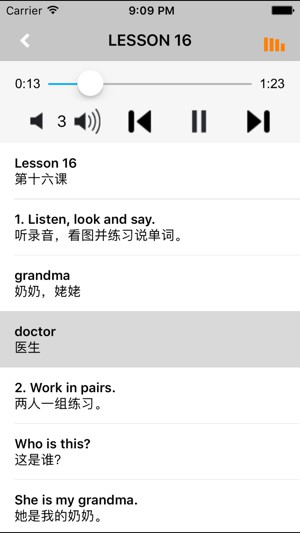 Carrier 9:09 PM
LESSON 16
0:13 1:23
3
Lesson 16
第十六课
1. Listen, look and say.
听录音，看图并练习说单词。
grandma
奶奶，姥姥
doctor
医生
2. Work in pairs.
两人一组练习。
Who is this?
这是谁?
She is my grandma.
她是我的奶奶。